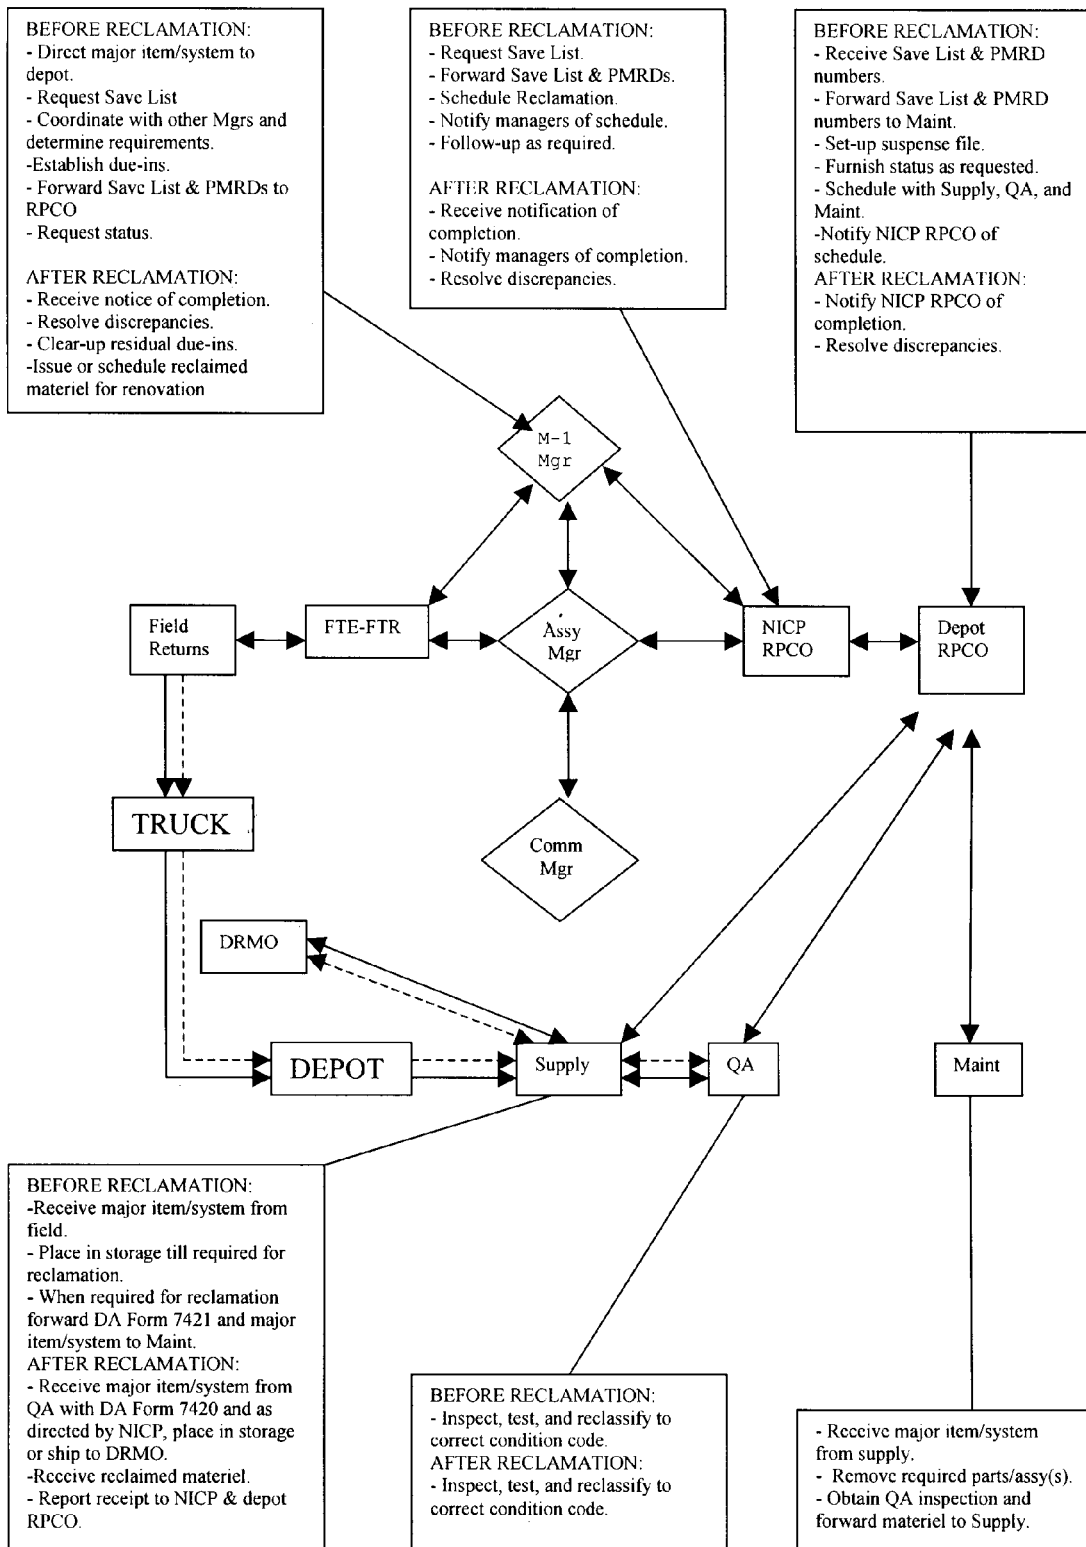 BEFORE RECLAMATION:
- Direct major item/system to
depot.
- Request Save List
- Coordinate with other Mgrs and
determine requirements.
-Establish due-ins.
- Forward Save List & PMRDs to
RPCO
- Request status.
AFTER RECLAMATION:
- Receive notice of completion.
- Resolve discrepancies.
- Clear-up residual due-ins.
-Issue or schedule reclaimed
materiel for renovation
BEFORE RECLAMATION:
- Request Save List.
- Forward Save List & PMRDs.
- Schedule Reclamation.
- Notify managers of schedule.
- Follow-up as required.
AFTER RECLAMATION:
- Receive notification of
completion.
- Notify managers of completion.
- Resolve discrepancies.
BEFORE RECLAMATION:
- Receive Save List & PMRD
numbers.
- Forward Save List & PMRD
numbers to Maint.
- Set-up suspense file.
- Furnish status as requested.
- Schedule with Supply, QA, and
Maint.
-Notify NICP RPCO of
schedule.
AFTER RECLAMATION:
- Notify NICP RPCO of
completion.
- Resolve discrepancies.
M-1
Mgr
Field
Returns
FTE-FTR
Assy
Mgr
NICP
RPCO
Depot
RPCO
TRUCK
Comm
Mgr
DRMO
DEPOT
Supply
QA
Maint
BEFORE RECLAMATION:
-Receive major item/system from
field.
- Place in storage till required for
reclamation.
- When required for reclamation
forward DA Form 7421 and major
item/system to Maint.
AFTER RECLAMATION:
- Receive major item/system from
QA with DA Form 7420 and as
directed by NICP, place in storage
or ship to DRMO.
-Receive reclaimed materiel.
- Report receipt to NICP & depot
RPCO.
BEFORE RECLAMATION:
- Inspect, test, and reclassify to
correct condition code.
AFTER RECLAMATION:
- Inspect, test, and reclassify to
correct condition code.
- Receive major item/system
from supply.
- Remove required parts/assy(s).
- Obtain QA inspection and
forward materiel to Supply.